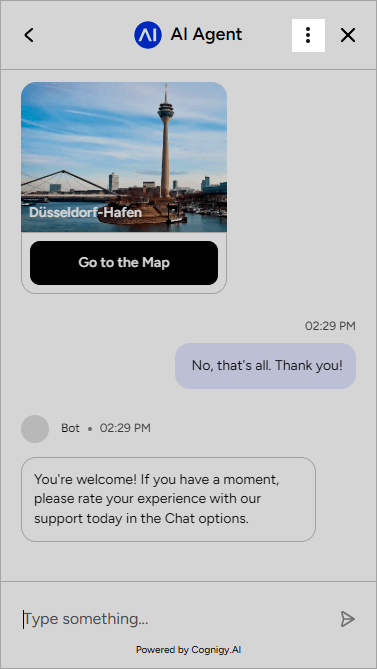 AI AI Agent
Düsseldorf-Hafen
Go to the Map
02:29 PM
No, that's all. Thank you!
Bot • 02:29 PM
You're welcome! If you have a moment,
please rate your experience with our
support today in the Chat options.
Type something...
Powered by Cognigy.AI